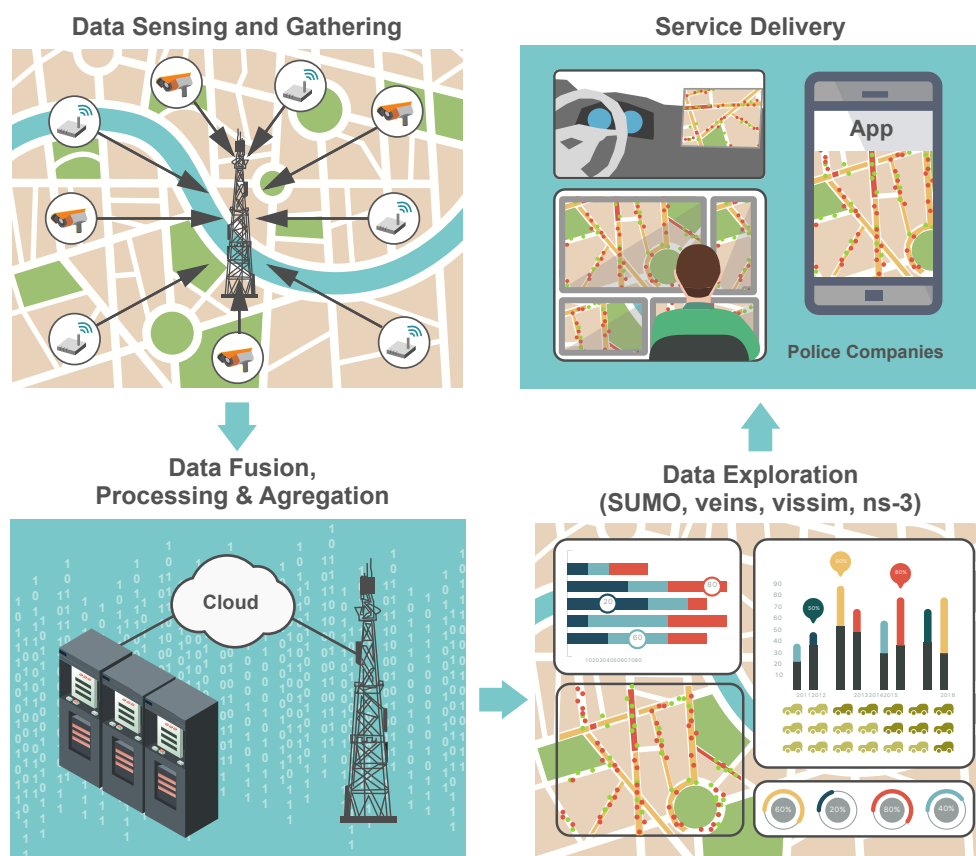 Data Sensing and Gathering
Service Delivery
App
Police Companies
Data Fusion,
Processing & Agregation
Cloud
Data Exploration
(SUMO, veins, vissim, ns-3)
80
20
60
90%
80%
50%
90
80
70
60
50
40
30
20
10
2011 2012 2013 2014 2015 2016
60%
20%
80%
40%